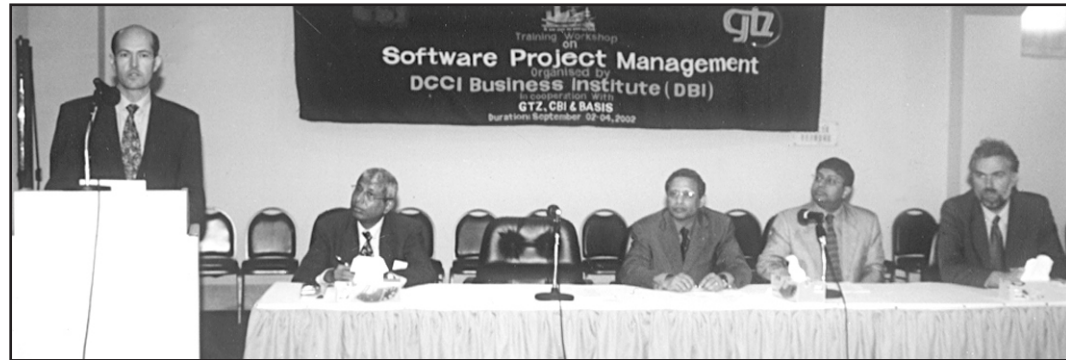 CBI
gtz
Training Workshop
on
Software Project Management
Organised by
DCCI Business Institute (DBI)
In cooperation With
GTZ, CBI & BASIS
Duration: September 02-04, 2002